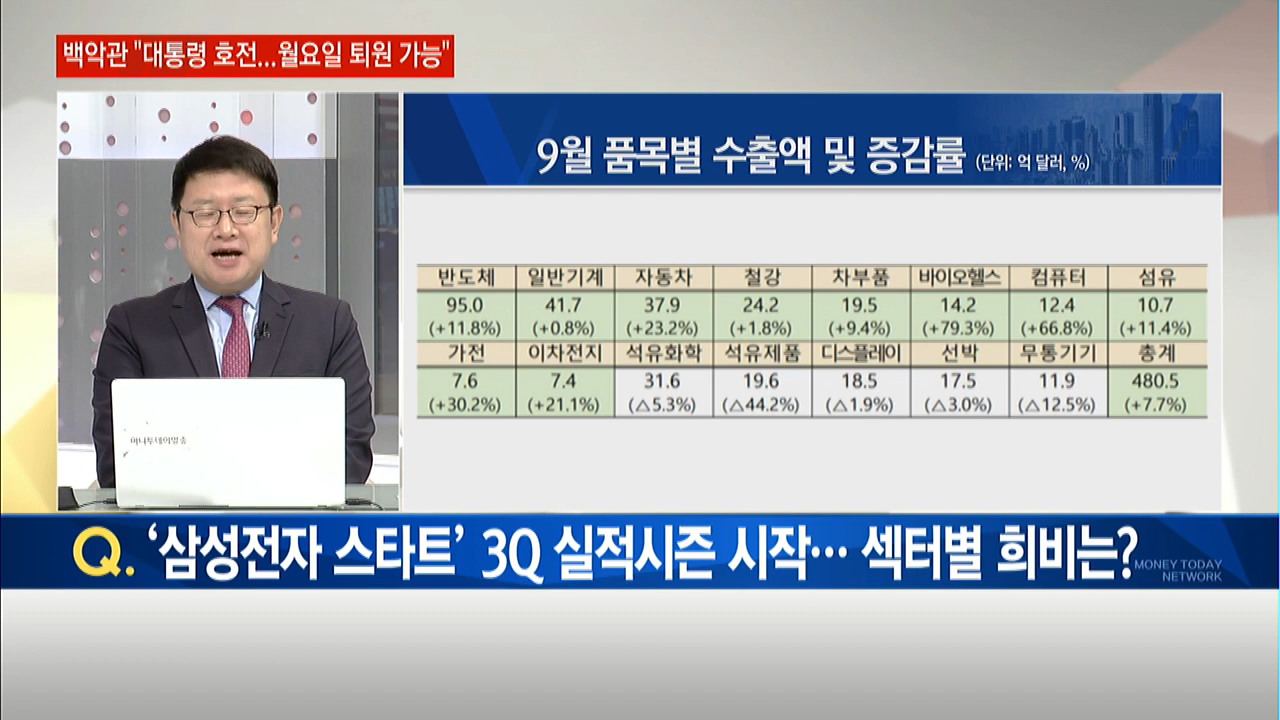 백악관 "대통령 호전...월요일 퇴원 가능"
9월 품목별 수출액 및 증감률 (단위: 억 달러, %)
반도체 일반기계 자동차 철강 차부품 바이오헬스 컴퓨터 섬유
95.0 41.7 37.9 24.2 19.5 14.2 12.4 10.7
(+11.8%) (+0.8%) (+23.2%) (+1.8%) (+9.4%) (+79.3%) (+66.8%) (+11.4%)
가전 이차전지 석유화학 석유제품 디스플레이 선박 무통기기 총계
7.6 7.4 31.6 19.6 18.5 17.5 11.9 480.5
(+30.2%) (+21.1%) (△5.3%) (△44.2%) (△1.9%) (△3.0%) (△12.5%) (+7.7%)
머니투데이방송
Q. '삼성전자 스타트' 3Q 실적시즌 시작… 섹터별 희비는?
MONEY TODAY
NETWORK